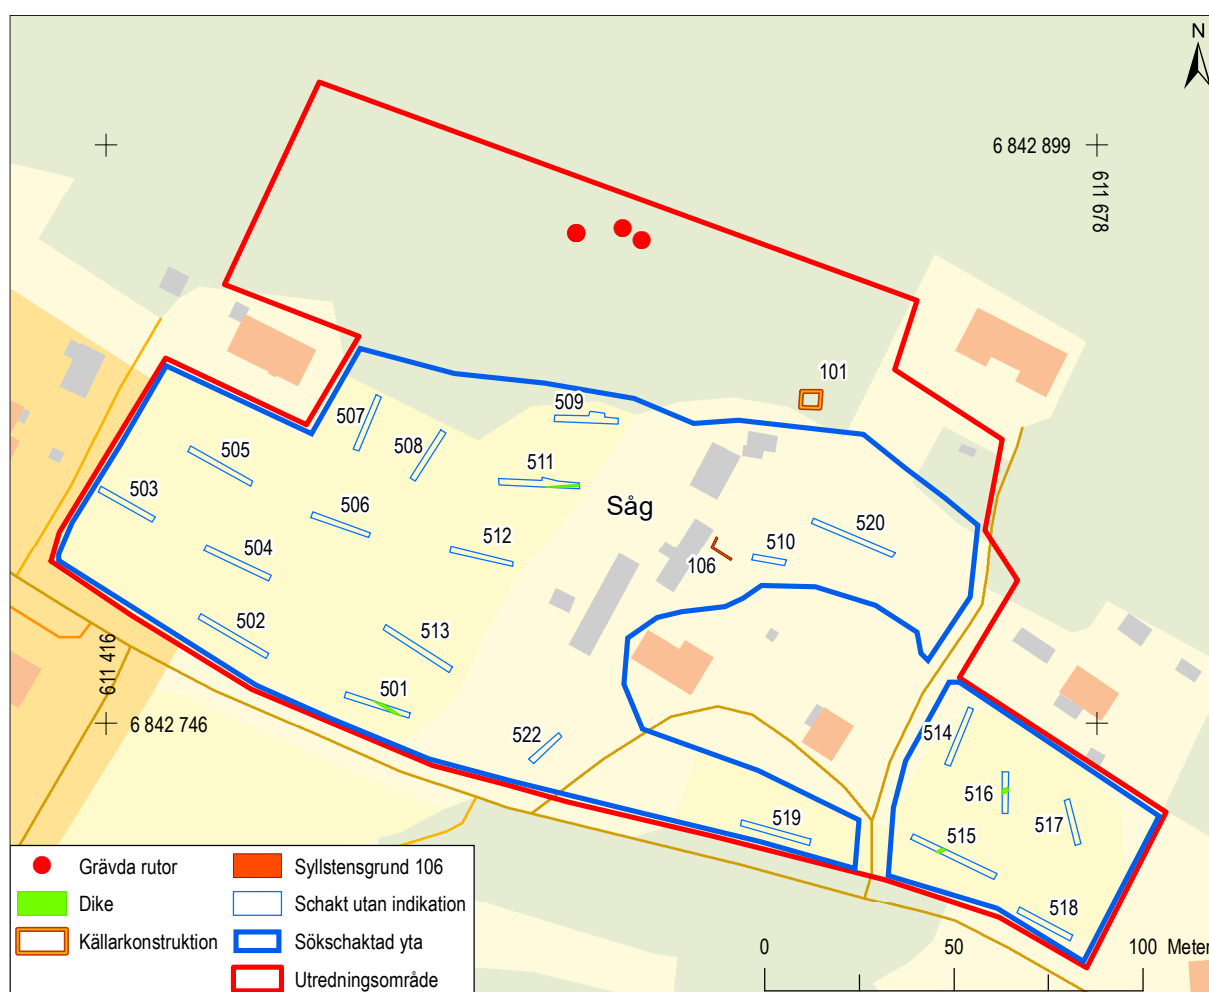 N
6 842 899
611 678
101
507
509
508
505
511
503
Såg
506
520
512
510
504
106
502
513
611 416
501
6 842 746
514
522
516
519
517
515
518
Grävda rutor
Syllstensgrund 106
Dike
Schakt utan indikation
Källarkonstruktion
Sökschaktad yta
Utredningsområde
0 50 100 Meter